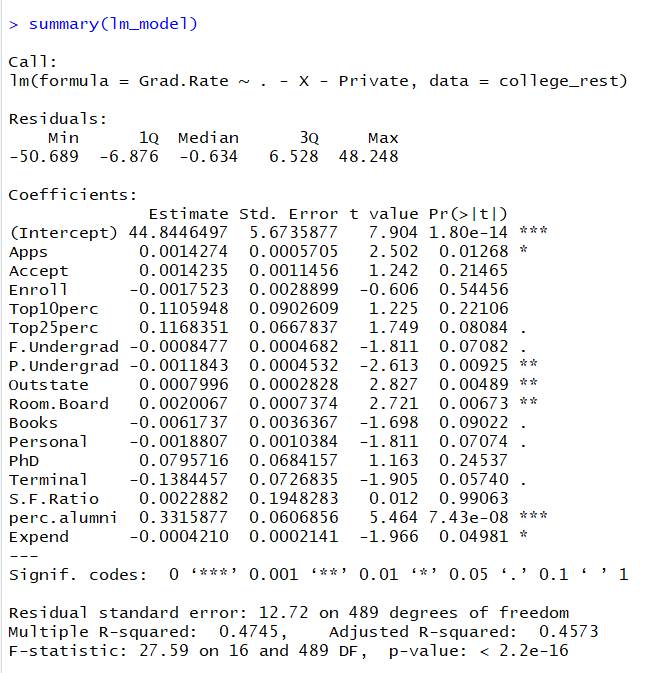 > summary(lm_model)
Call:
lm(formula = Grad.Rate ~ . - X - Private, data = college_rest)
Residuals:
    Min      1Q  Median      3Q     Max
-50.689  -6.876  -0.634   6.528  48.248
Coefficients:
              Estimate Std. Error t value Pr(>|t|)
(Intercept) 44.8446497  5.6735877   7.904 1.80e-14 ***
Apps         0.0014274  0.0005705   2.502  0.01268 *
Accept       0.0014235  0.0011456   1.242  0.21465
Enroll      -0.0017523  0.0028899  -0.606  0.54456
Top10perc    0.1105948  0.0902609   1.225  0.22106
Top25perc    0.1168351  0.0667837   1.749  0.08084 .
F.Undergrad -0.0008477  0.0004682  -1.811  0.07082 .
P.Undergrad -0.0011843  0.0004532  -2.613  0.00925 **
Outstate     0.0007996  0.0002828   2.827  0.00489 **
Room.Board   0.0020067  0.0007374   2.721  0.00673 **
Books       -0.0061737  0.0036367  -1.698  0.09022 .
Personal    -0.0018807  0.0010384  -1.811  0.07074 .
PhD          0.0795716  0.0684157   1.163  0.24537
Terminal    -0.1384457  0.0726835  -1.905  0.05740 .
S.F.Ratio    0.0022882  0.1948283   0.012  0.99063
perc.alumni  0.3315877  0.0606856   5.464 7.43e-08 ***
Expend      -0.0004210  0.0002141  -1.966  0.04981 *
---
Signif. codes:  0 ‘***’ 0.001 ‘**’ 0.01 ‘*’ 0.05 ‘.’ 0.1 ‘ ’ 1
Residual standard error: 12.72 on 489 degrees of freedom
Multiple R-squared:  0.4745,    Adjusted R-squared:  0.4573
F-statistic: 27.59 on 16 and 489 DF,  p-value: < 2.2e-16